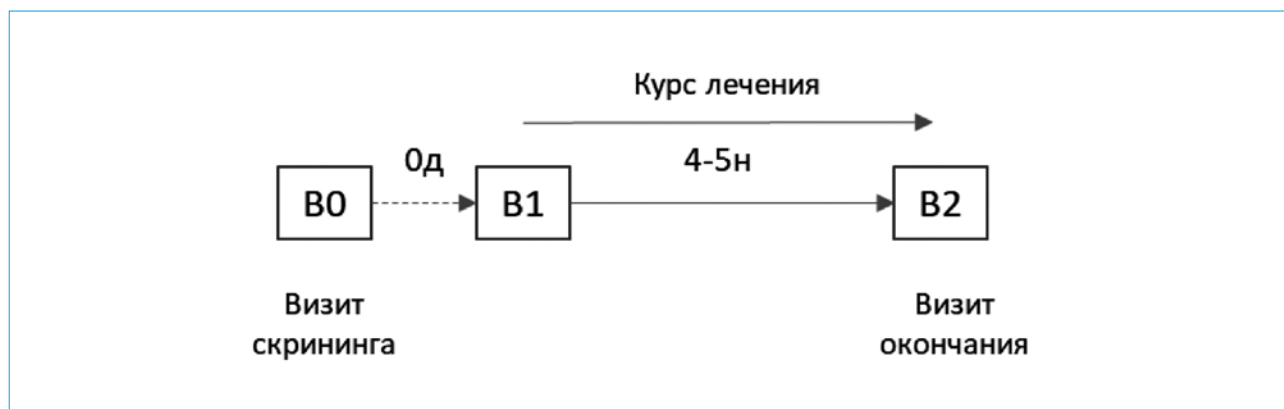 Курс лечения
0д
4-5н
В0
В1
В2
Визит
скрининга
Визит
окончания